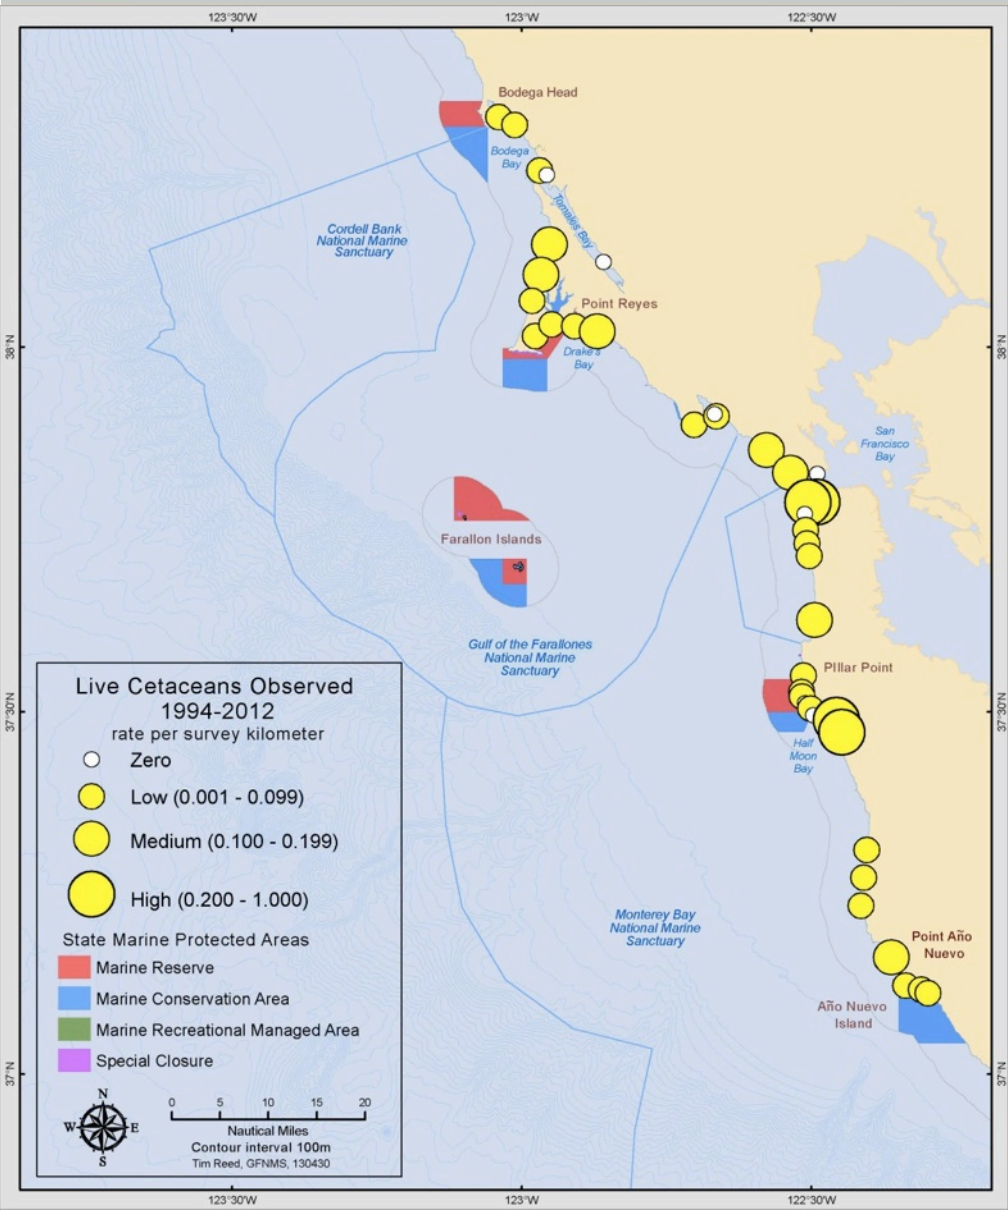 123°30'W
123°W
122°30'W
Bodega Head
Bodega
Bay
Tomales Bay
Cordell Bank
National Marine
Sanctuary
Point Reyes
38°N
38°N
Drake's
Bay
San
Francisco
Bay
Farallon Islands
Gulf of the Farallones
National Marine
Sanctuary
PIllar Point
37°30'N
37°30'N
Half
Moon
Bay
Live Cetaceans Observed
1994-2012
rate per survey kilometer
Zero
Low (0.001 - 0.099)
Medium (0.100 - 0.199)
High (0.200 - 1.000)
State Marine Protected Areas
Marine Reserve
Marine Conservation Area
Marine Recreational Managed Area
Special Closure
Monterey Bay
National Marine
Sanctuary
Point Año
Nuevo
Año Nuevo
Island
37°N
37°N
N
W E
S
0 5 10 15 20
Nautical Miles
Contour interval 100m
Tim Reed, GFNMS, 130430
123°30'W
123°W
122°30'W